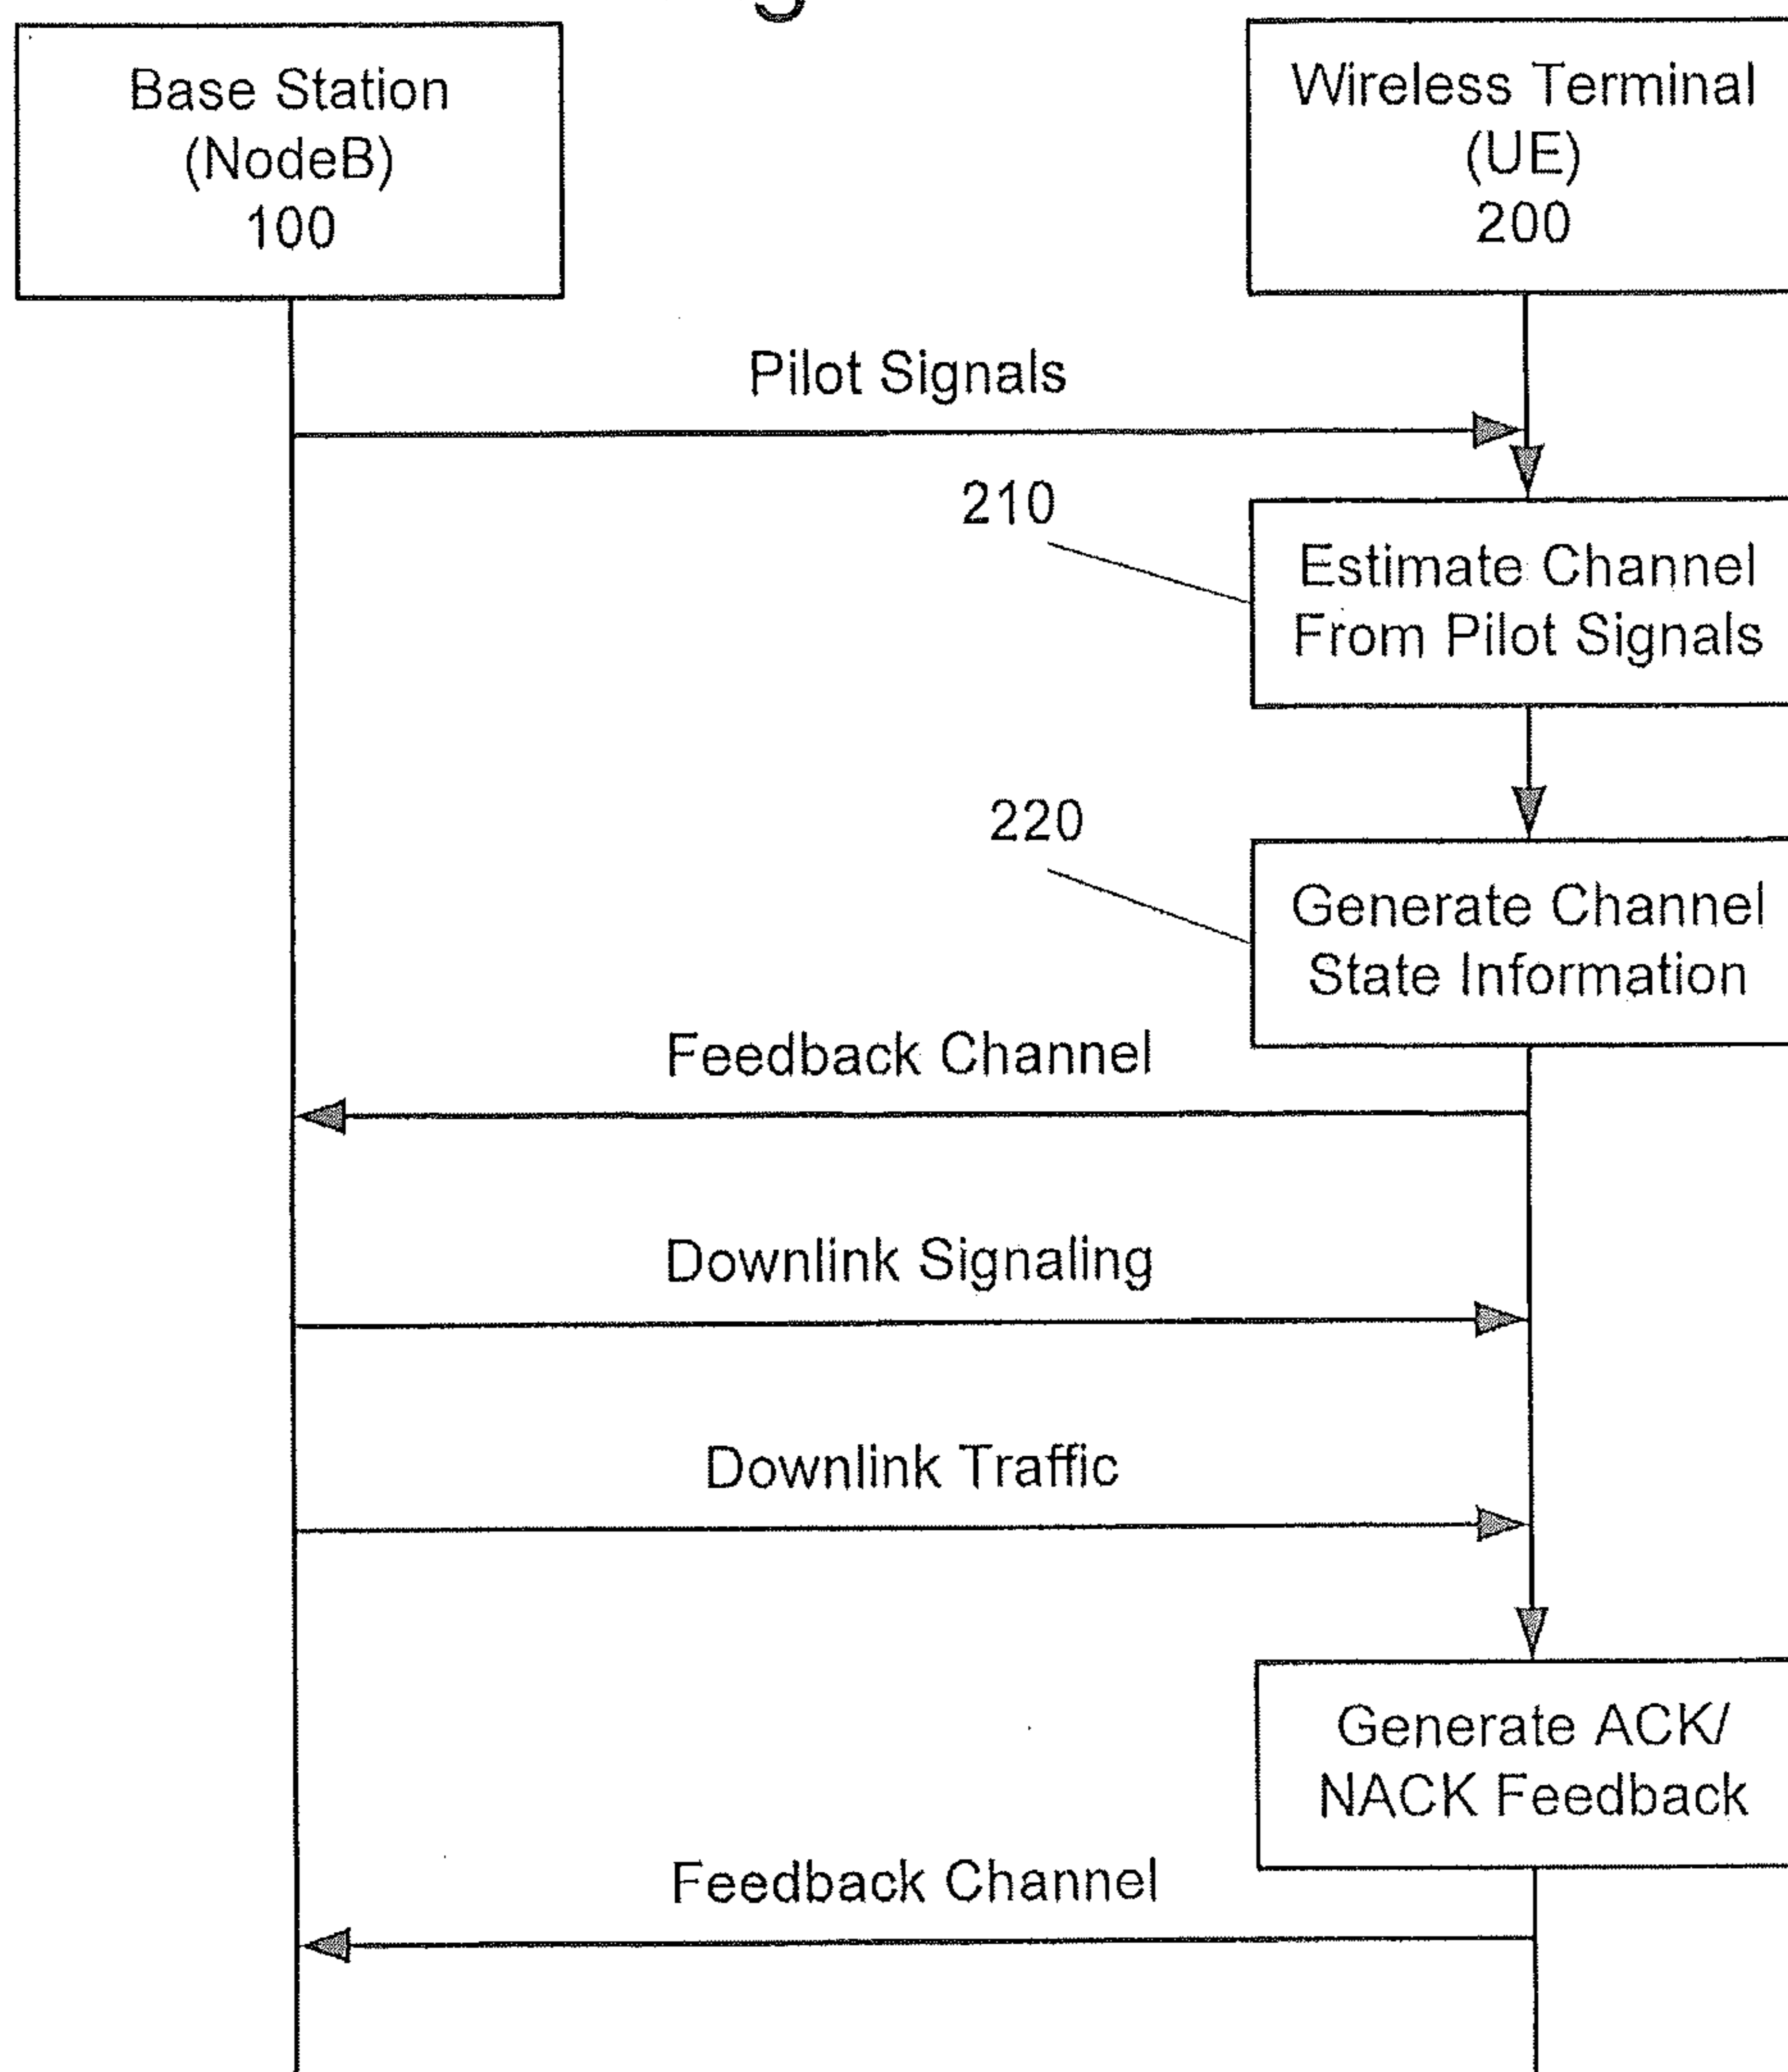 Base Station
(NodeB)
100
Wireless Terminal
(UE)
200
Pilot Signals
210
Estimate Channel
From Pilot Signals
220
Generate Channel
State Information
Feedback Channel
Downlink Signaling
Downlink Traffic
Generate ACK/
NACK Feedback
Feedback Channel